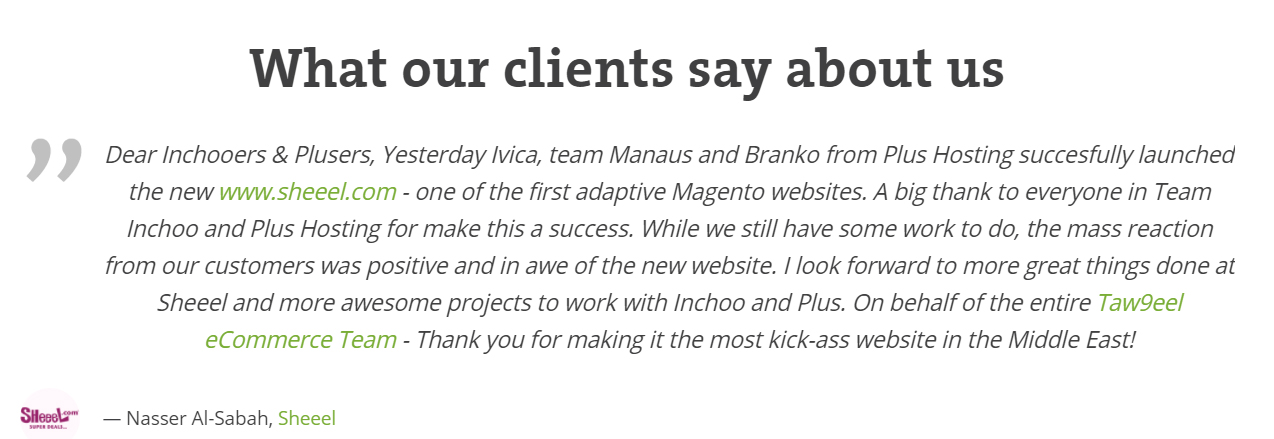 What our clients say about us
”
Dear Inchooers & Plusers, Yesterday Ivica, team Manaus and Branko from Plus Hosting succesfully launched
the new www.sheeel.com - one of the first adaptive Magento websites. A big thank to everyone in Team
Inchoo and Plus Hosting for make this a success. While we still have some work to do, the mass reaction
from our customers was positive and in awe of the new website. I look forward to more great things done at
Sheeel and more awesome projects to work with Inchoo and Plus. On behalf of the entire Taw9eel
eCommerce Team - Thank you for making it the most kick-ass website in the Middle East!
SHeeeL.com
SUPER DEALS...
— Nasser Al-Sabah, Sheeel